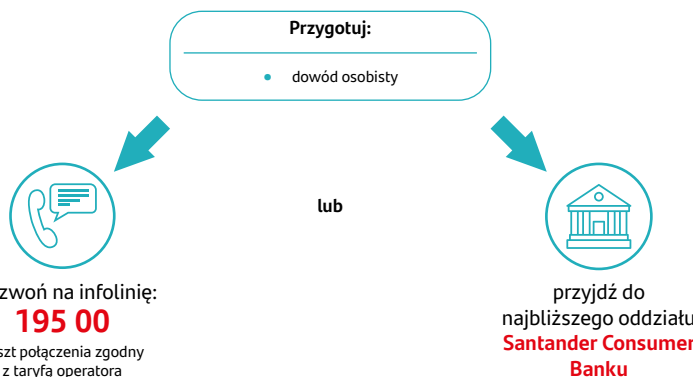 Przygotuj:
• dowód osobisty
lub
zwoń na infolinię:
195 00
szt połączenia zgodny
z taryfą operatora
przyjdź do
najbliższego oddziału
Santander Consumer
Banku